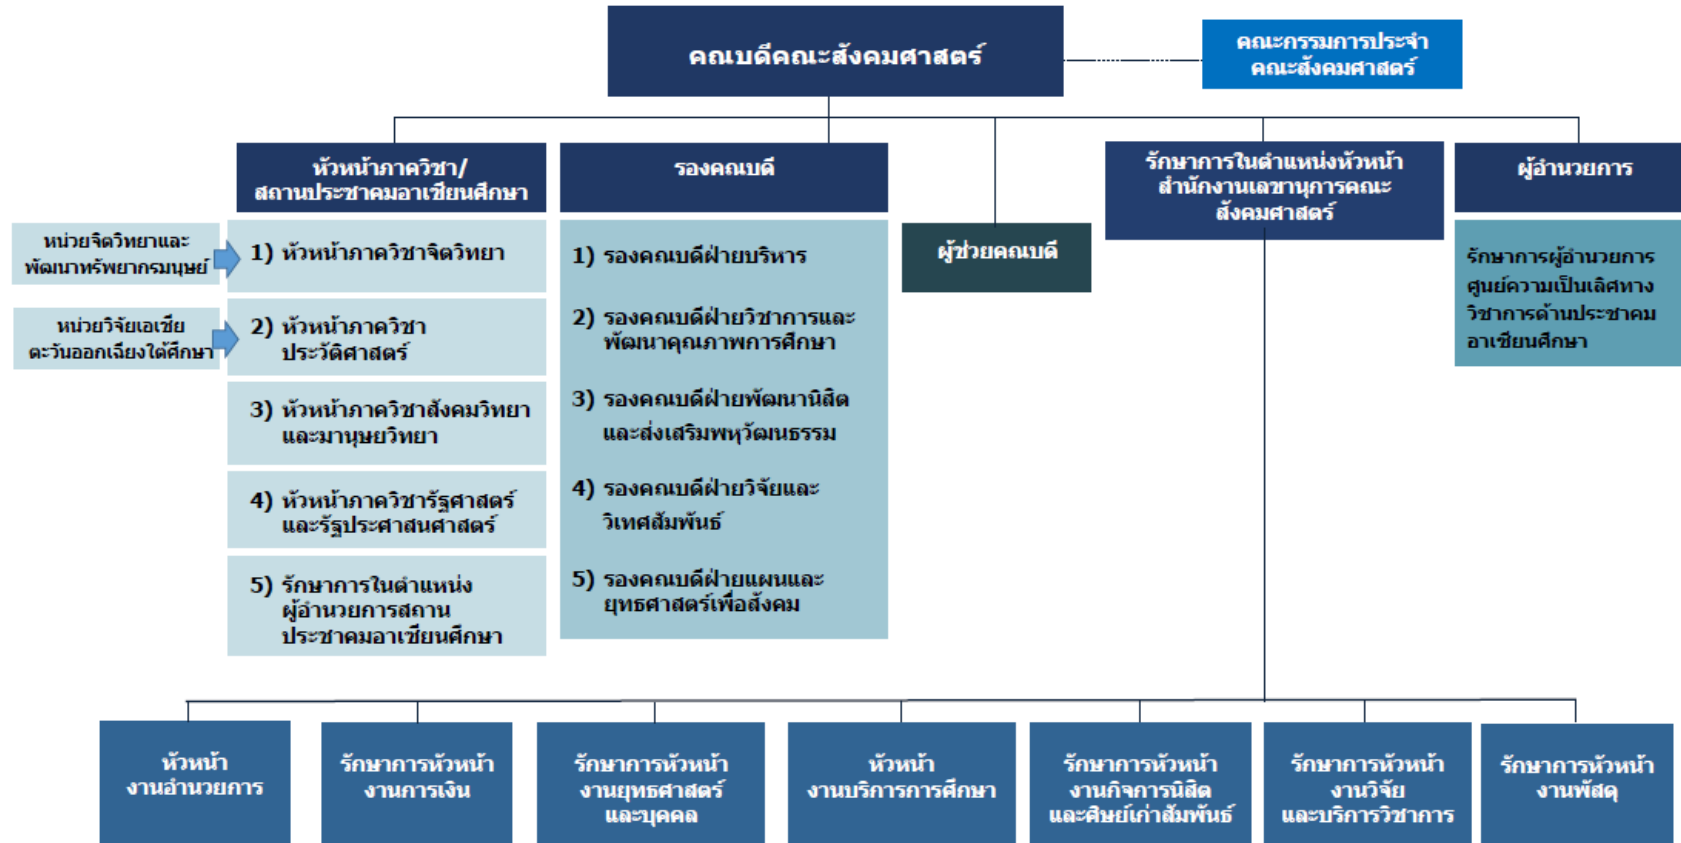 คณบดีคณะสังคมศาสตร์
คณะกรรมการประจำ
คณะสังคมศาสตร์
หัวหน้าภาควิชา/
สถานประชาคมอาเซียนศึกษา
รองคณบดี
รักษาการในตำแหน่งหัวหน้า
สำนักงานเลขานุการคณะ
สังคมศาสตร์
ผู้อำนวยการ
หน่วยจิตวิทยาและ
พัฒนาทรัพยากรมนุษย์
1) หัวหน้าภาควิชาจิตวิทยา
หน่วยวิจัยเอเชีย
ตะวันออกเฉียงใต้ศึกษา
2) หัวหน้าภาควิชา
ประวัติศาสตร์
3) หัวหน้าภาควิชาสังคมวิทยา
และมานุษยวิทยา
4) หัวหน้าภาควิชารัฐศาสตร์
และรัฐประศาสนศาสตร์
5) รักษาการในตำแหน่ง
ผู้อำนวยการสถาน
ประชาคมอาเซียนศึกษา
1) รองคณบดีฝ่ายบริหาร
2) รองคณบดีฝ่ายวิชาการและ
พัฒนาคุณภาพการศึกษา
3) รองคณบดีฝ่ายพัฒนานิสิต
และส่งเสริมพหุวัฒนธรรม
4) รองคณบดีฝ่ายวิจัยและ
วิเทศสัมพันธ์
5) รองคณบดีฝ่ายแผนและ
ยุทธศาสตร์เพื่อสังคม
ผู้ช่วยคณบดี
รักษาการผู้อำนวยการ
ศูนย์ความเป็นเลิศทาง
วิชาการด้านประชาคม
อาเซียนศึกษา
หัวหน้า
งานอำนวยการ
รักษาการหัวหน้า
งานการเงิน
รักษาการหัวหน้า
งานยุทธศาสตร์
และบุคคล
หัวหน้า
งานบริการการศึกษา
รักษาการหัวหน้า
งานกิจการนิสิต
และศิษย์เก่าสัมพันธ์
รักษาการหัวหน้า
งานวิจัย
และบริการวิชาการ
รักษาการหัวหน้า
งานพัสดุ